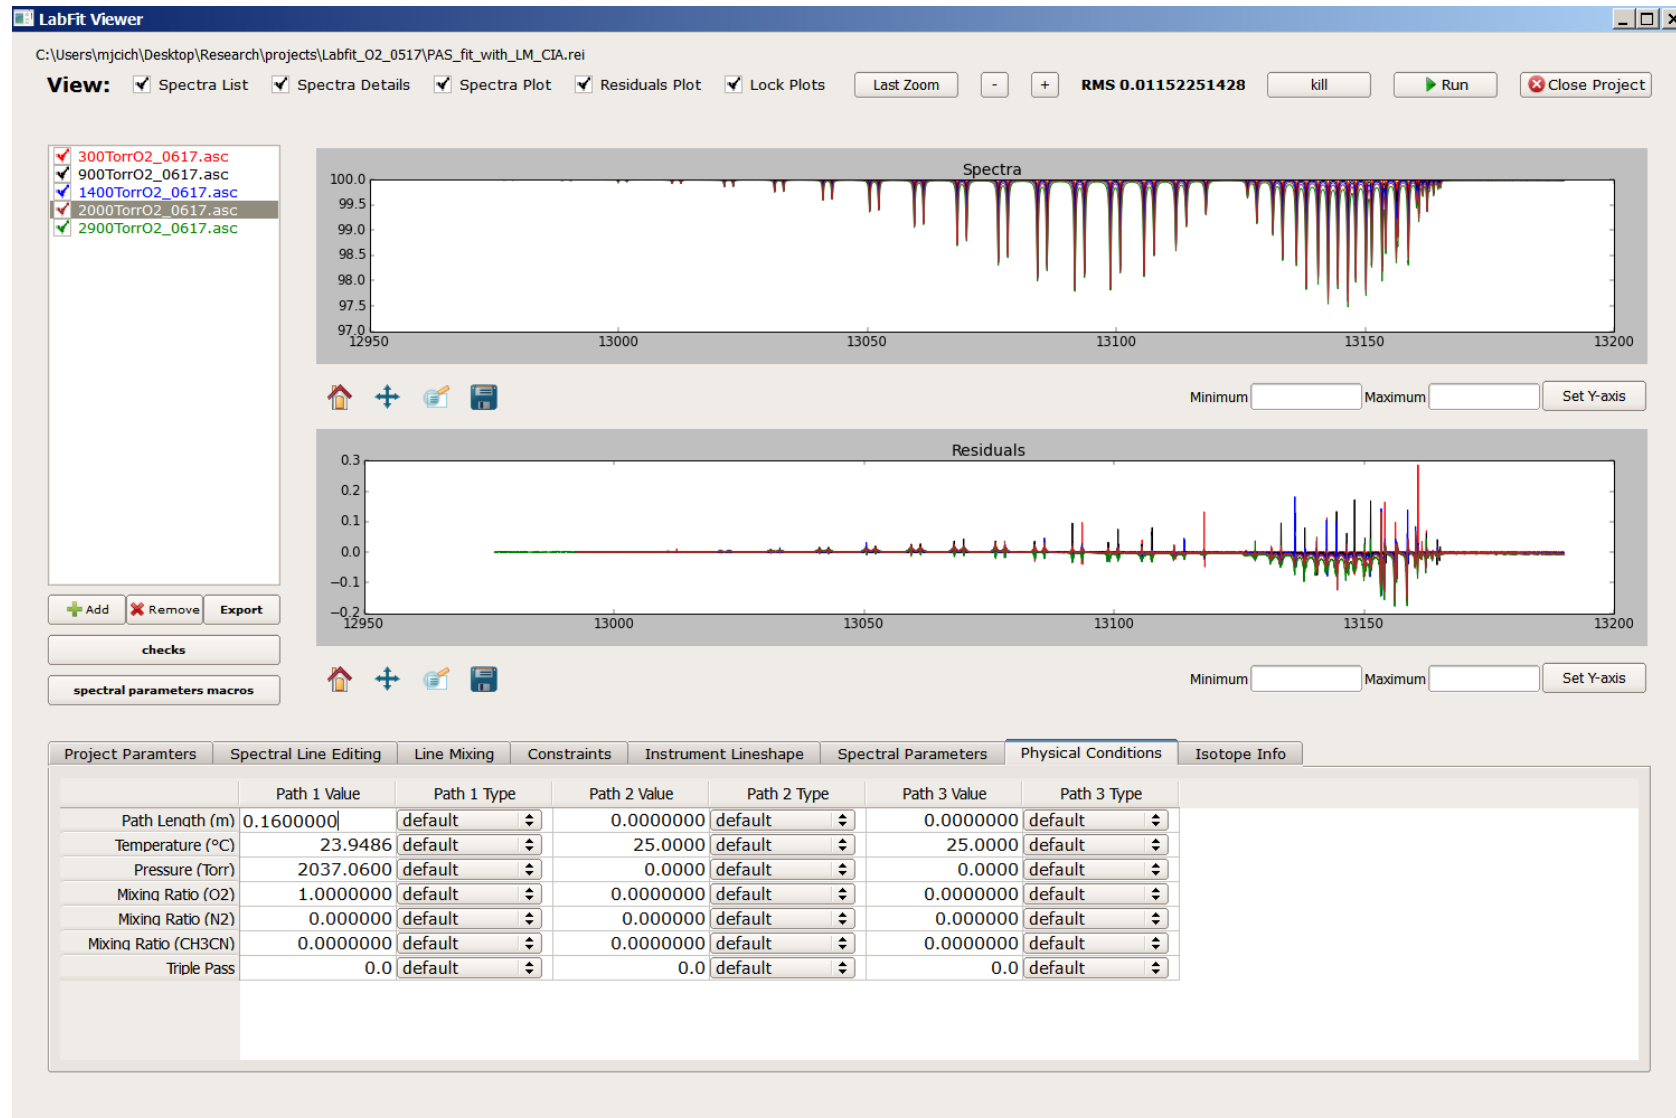 LabFit Viewer
C:\Users\mjcich\Desktop\Research\projects\Labfit_O2_0517\PAS_fit_with_LM_CIA.rei
View: Spectra List Spectra Details Spectra Plot Residuals Plot Lock Plots Last Zoom - + RMS 0.01152251428 kill Run Close Project
300TorrO2_0617.asc
900TorrO2_0617.asc
1400TorrO2_0617.asc
2000TorrO2_0617.asc
2900TorrO2_0617.asc
Add Remove Export
checks
spectral parameters macros
Spectra
100.0
99.5
99.0
98.5
98.0
97.5
97.0
12950 13000 13050 13100 13150 13200
Minimum Maximum Set Y-axis
Residuals
0.3
0.2
0.1
0.0
−0.1
−0.2
12950 13000 13050 13100 13150 13200
Minimum Maximum Set Y-axis
Project Paramters Spectral Line Editing Line Mixing Constraints Instrument Lineshape Spectral Parameters Physical Conditions Isotope Info
Path 1 Value Path 1 Type Path 2 Value Path 2 Type Path 3 Value Path 3 Type
Path Length (m) 0.1600000 default 0.0000000 default 0.0000000 default
Temperature (°C) 23.9486 default 25.0000 default 25.0000 default
Pressure (Torr) 2037.0600 default 0.0000 default 0.0000 default
Mixing Ratio (O2) 1.0000000 default 0.0000000 default 0.0000000 default
Mixing Ratio (N2) 0.000000 default 0.000000 default 0.000000 default
Mixing Ratio (CH3CN) 0.0000000 default 0.0000000 default 0.0000000 default
Triple Pass 0.0 default 0.0 default 0.0 default